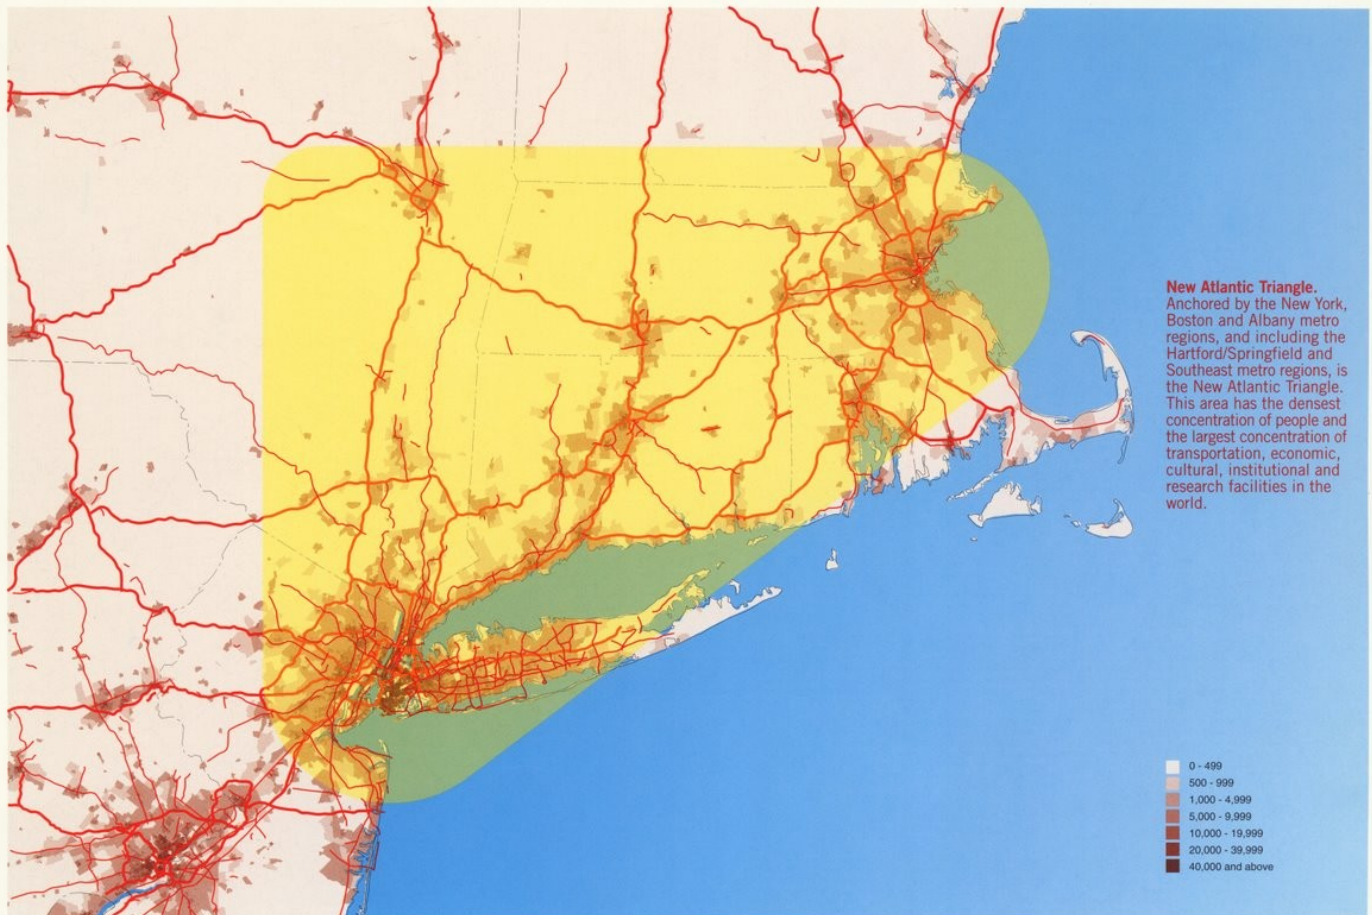 New Atlantic Triangle.
Anchored by the New York,
Boston and Albany metro
regions, and including the
Hartford/Springfield and
Southeast metro regions, is
the New Atlantic Triangle.
This area has the densest
concentration of people and
the largest concentration of
transportation, economic,
cultural, institutional and
research facilities in the
world.
0 - 499
500 - 999
1,000 - 4,999
5,000 - 9,999
10,000 - 19,999
20,000 - 39,999
40,000 and above